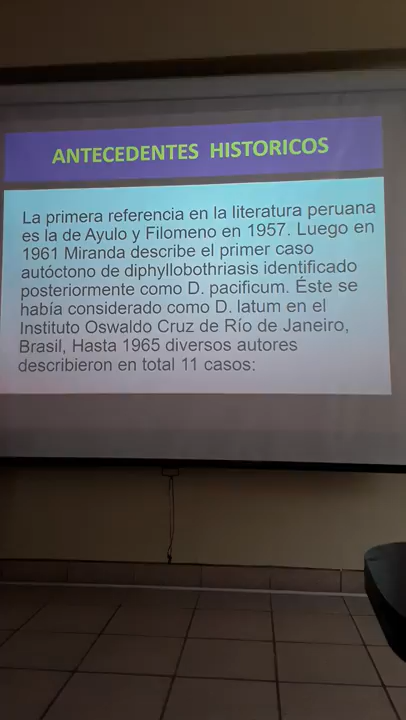 ANTECEDENTES HISTORICOS
La primera referencia en la literatura peruana
es la de Ayulo y Filomeno en 1957. Luego en
1961 Miranda describe el primer caso
autóctono de diphyllobothriasis identificado
posteriormente como D. pacificum. Éste se
había considerado como D. latum en el
Instituto Oswaldo Cruz de Río de Janeiro,
Brasil, Hasta 1965 diversos autores
describieron en total 11 casos: